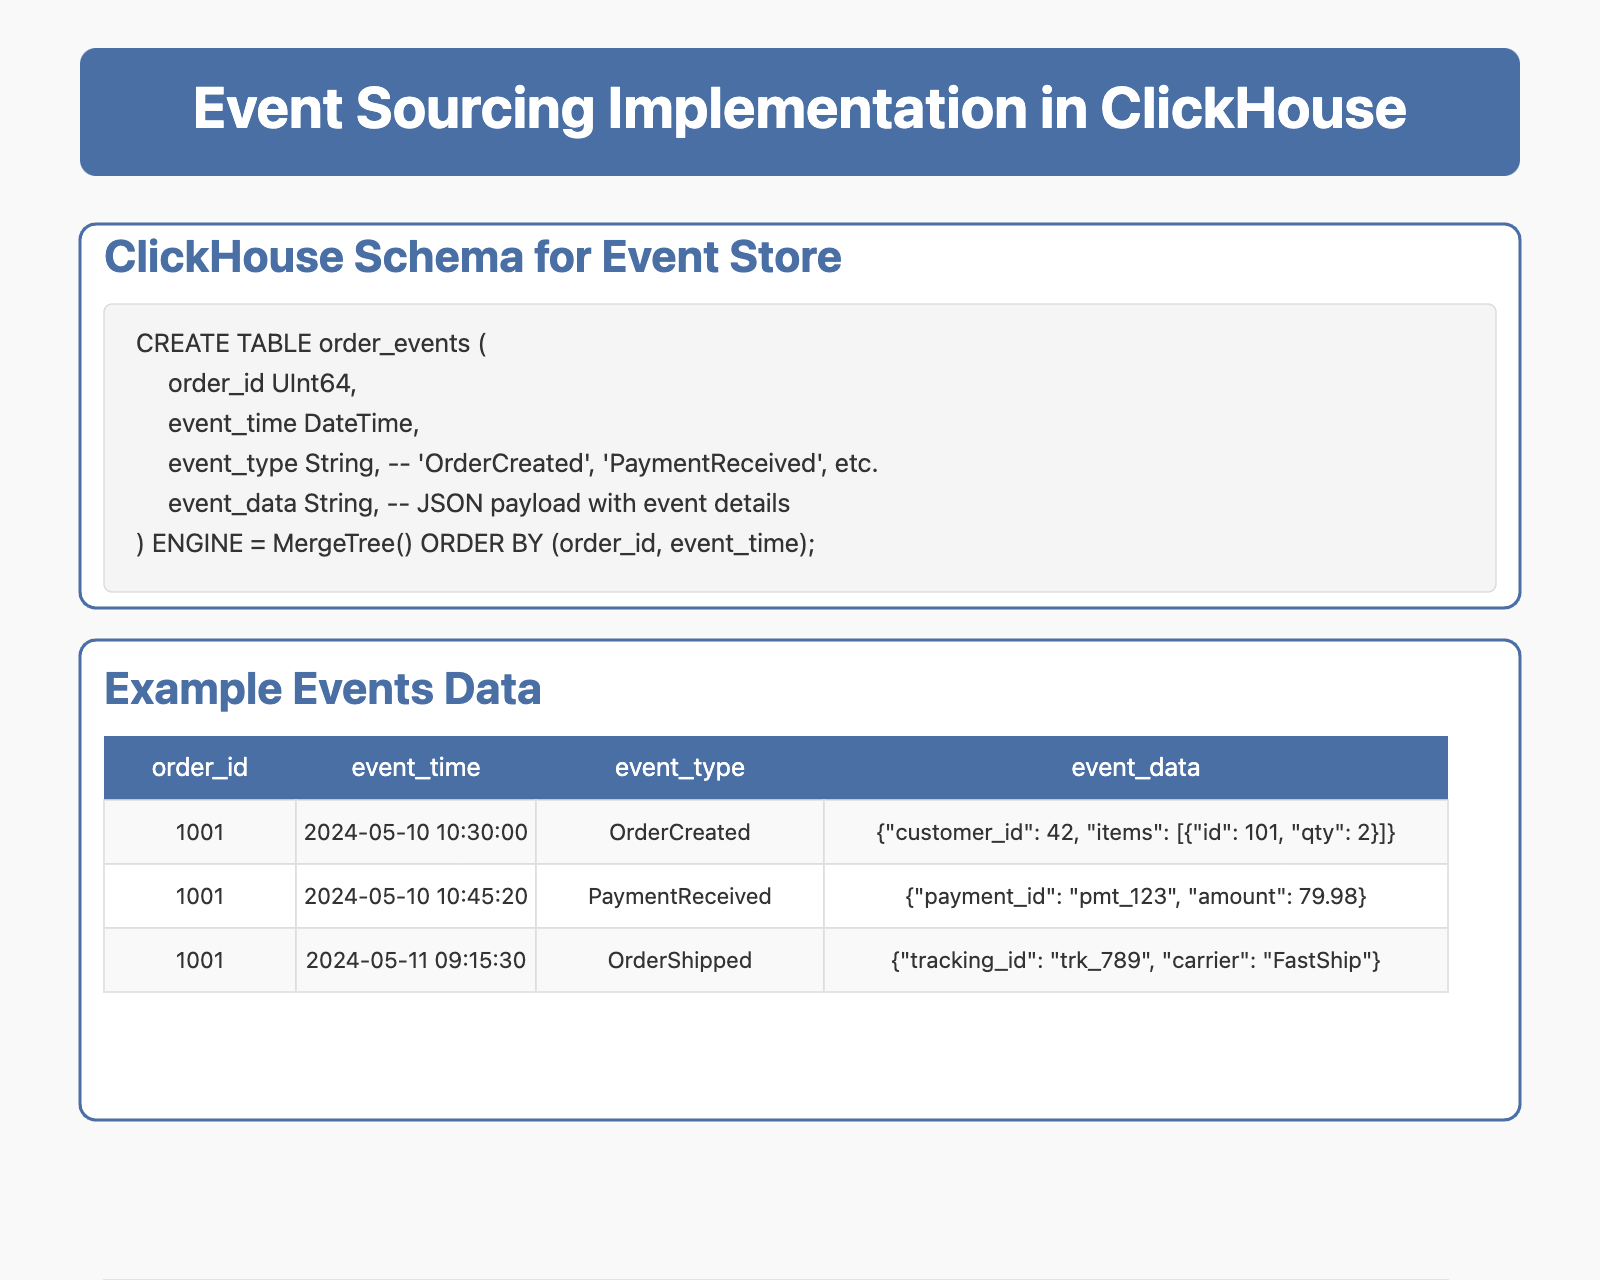 Event Sourcing Implementation in ClickHouse
ClickHouse Schema for Event Store
CREATE TABLE order_events (
order_id UInt64,
event_time DateTime,
event_type String, -- 'OrderCreated', 'PaymentReceived', etc.
event_data String, -- JSON payload with event details
) ENGINE = MergeTree() ORDER BY (order_id, event_time);
Example Events Data
order_id event_time event_type event_data
1001 2024-05-10 10:30:00 OrderCreated {"customer_id": 42, "items": [{"id": 101, "qty": 2}]}
1001 2024-05-10 10:45:20 PaymentReceived {"payment_id": "pmt_123", "amount": 79.98}
1001 2024-05-11 09:15:30 OrderShipped {"tracking_id": "trk_789", "carrier": "FastShip"}